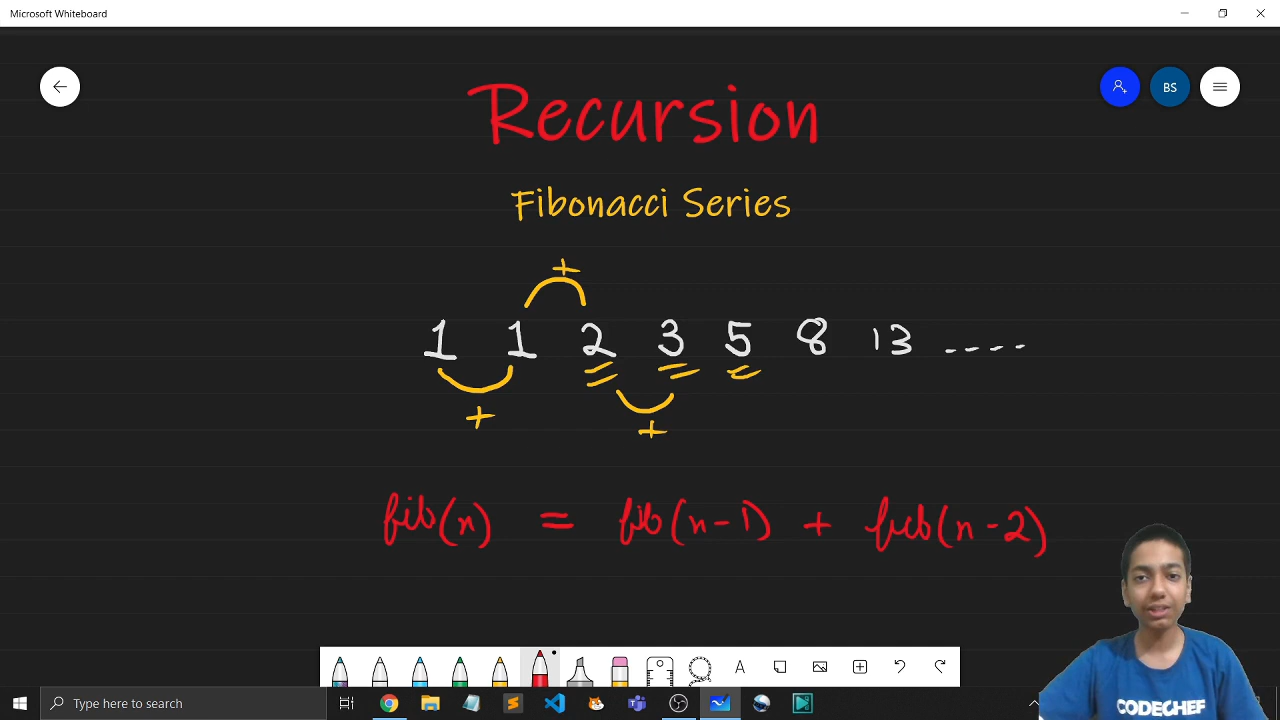 Microsoft Whiteboard
BS
Recursion
Fibonacci Series
+
1 1 2 3 5 8 13 ----
+
+
fib(n) = fib(n-1) + fib(n-2)
A
Type here to search
CODECHEF